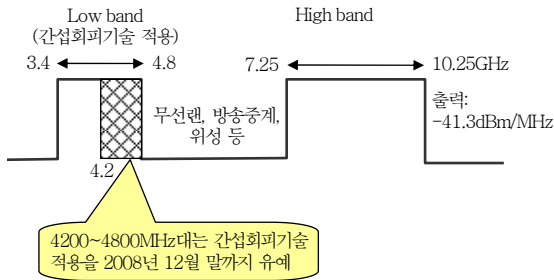 Low band
(간섭회피기술 적용)
High band
3.4
4.8
7.25
10.25GHz
무선랜, 방송중계,
위성 등
출력:
-41.3dBm/MHz
4.2
4200~4800MHz대는 간섭회피기술
적용을 2008년 12월 말까지 유예